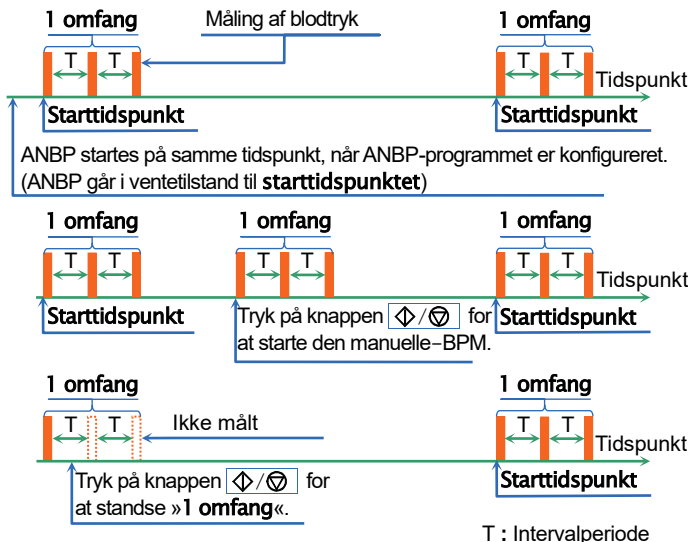 1 omfang Måling af blodtryk 1 omfang
T T T T
Tidspunkt
Starttidspunkt Starttidspunkt
ANBP startes på samme tidspunkt, når ANBP-programmet er konfigureret.
(ANBP går i ventetilstand til starttidspunktet)
1 omfang 1 omfang 1 omfang
T T T T T T
Tidspunkt
Starttidspunkt Tryk på knappen / for Starttidspunkt
at starte den manuelle-BPM.
1 omfang 1 omfang
T T Ikke målt T T
Tidspunkt
Tryk på knappen / for Starttidspunkt
at standse »1 omfang«.
T : Intervalperiode